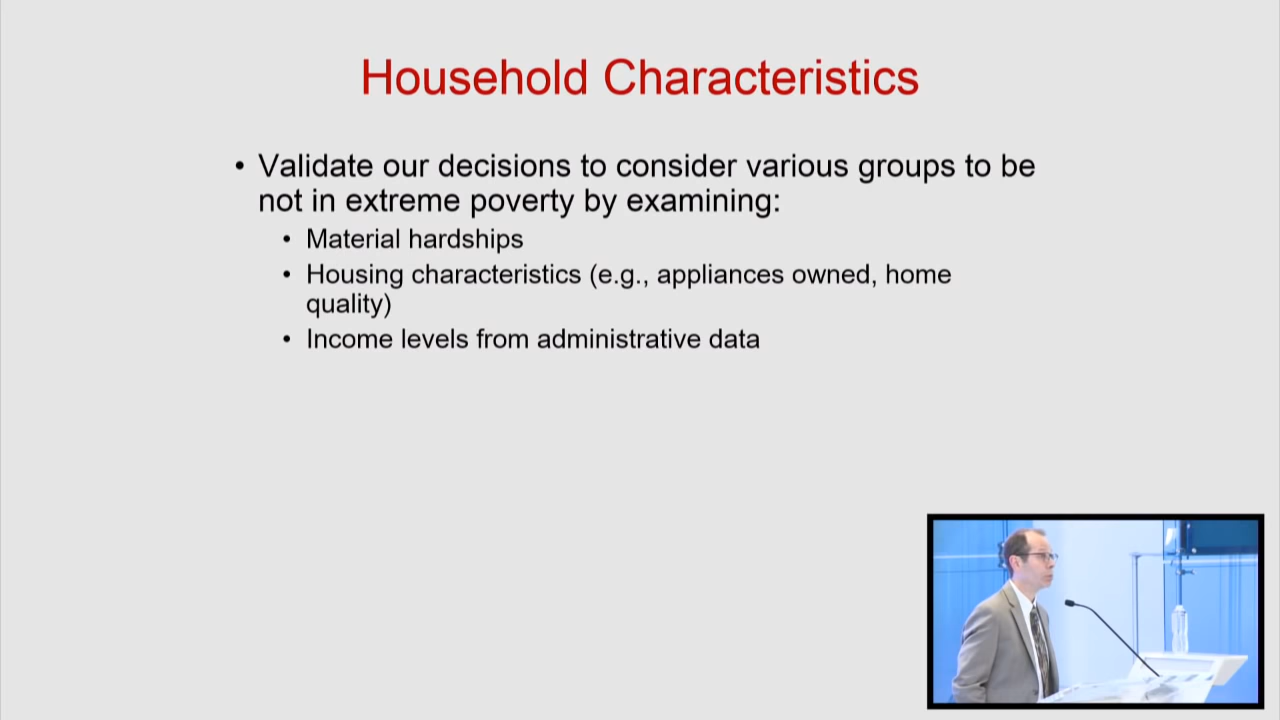 Household Characteristics
• Validate our decisions to consider various groups to be
not in extreme poverty by examining:
• Material hardships
• Housing characteristics (e.g., appliances owned, home
quality)
• Income levels from administrative data